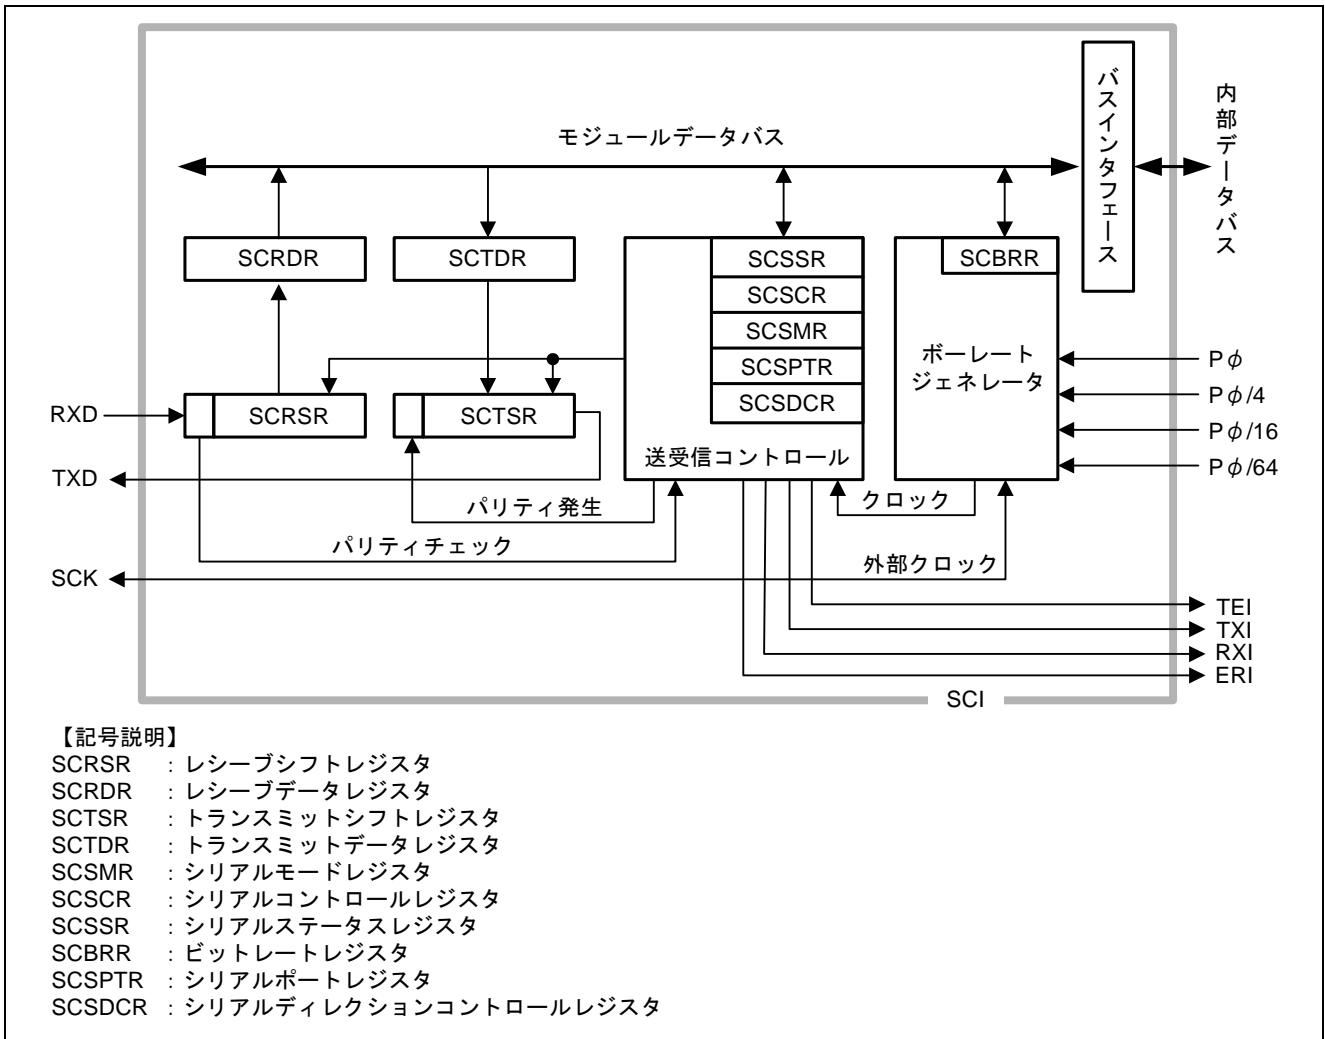 モジュールデータバス
バスインタフェース
内部データバス
SCRDR
SCTDR
SCSSR
SCSCR
SCSMR
SCSPTR
SCSDCR
送受信コントロール
SCBRR
ボーレート
ジェネレータ
Pφ
Pφ/4
Pφ/16
Pφ/64
RXD
SCRSR
SCTSR
TXD
パリティ発生
クロック
パリティチェック
外部クロック
SCK
TEI
TXI
RXI
ERI
SCI
【記号説明】
SCRSR : レシーブシフトレジスタ
SCRDR : レシーブデータレジスタ
SCTSR : トランスミットシフトレジスタ
SCTDR : トランスミットデータレジスタ
SCSMR : シリアルモードレジスタ
SCSCR : シリアルコントロールレジスタ
SCSSR : シリアルステータスレジスタ
SCBRR : ビットレートレジスタ
SCSPTR : シリアルポートレジスタ
SCSDCR : シリアルディレクションコントロールレジスタ